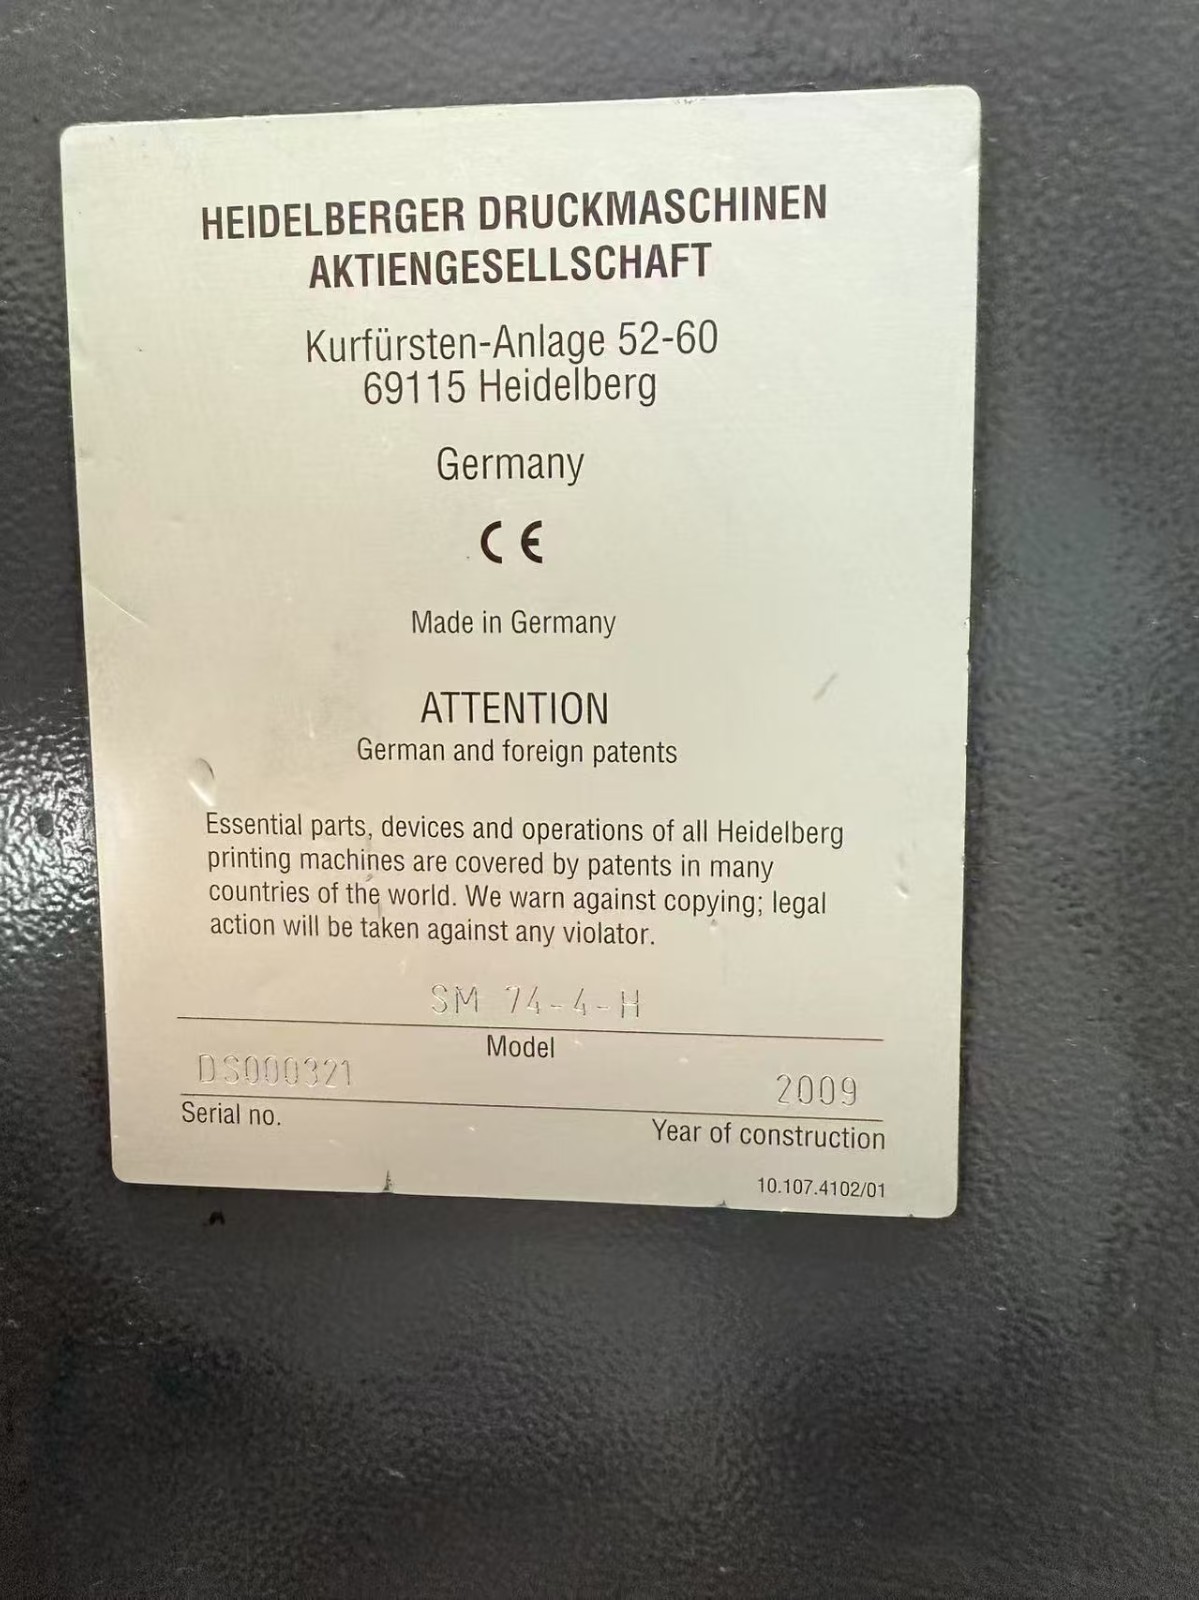 HEIDELBERGER DRUCKMASCHINEN
AKTIENGESELLSCHAFT
Kurfürsten-Anlage 52-60
69115 Heidelberg
Germany
CE
Made in Germany
ATTENTION
German and foreign patents
Essential parts, devices and operations of all Heidelberg
printing machines are covered by patents in many
countries of the world. We warn against copying; legal
action will be taken against any violator.
SM 74-4-H
Model
DS000321
2009
Serial no.
Year of construction
10.107.4102/01